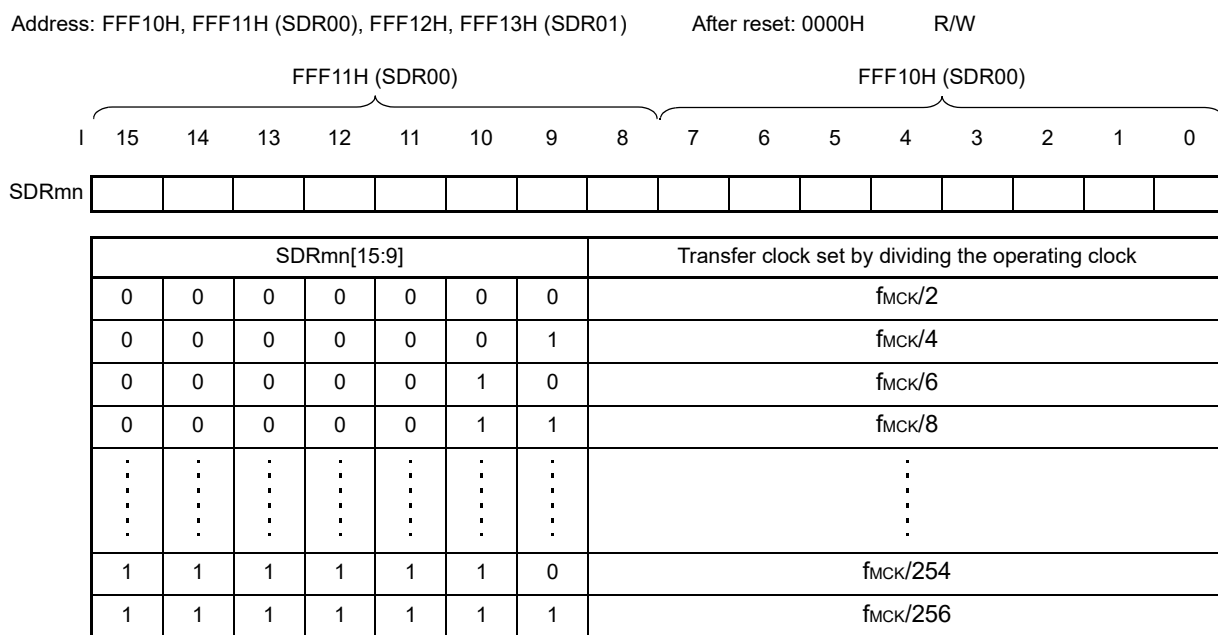 Address: FFF10H, FFF11H (SDR00), FFF12H, FFF13H (SDR01) After reset: 0000H R/W
FFF11H (SDR00) FFF10H (SDR00)
l 15 14 13 12 11 10 9 8 7 6 5 4 3 2 1 0
SDRmn
SDRmn[15:9] Transfer clock set by dividing the operating clock
0 0 0 0 0 0 0 fMCK/2
0 0 0 0 0 0 1 fMCK/4
0 0 0 0 0 1 0 fMCK/6
0 0 0 0 0 1 1 fMCK/8
1 1 1 1 1 1 0 fMCK/254
1 1 1 1 1 1 1 fMCK/256